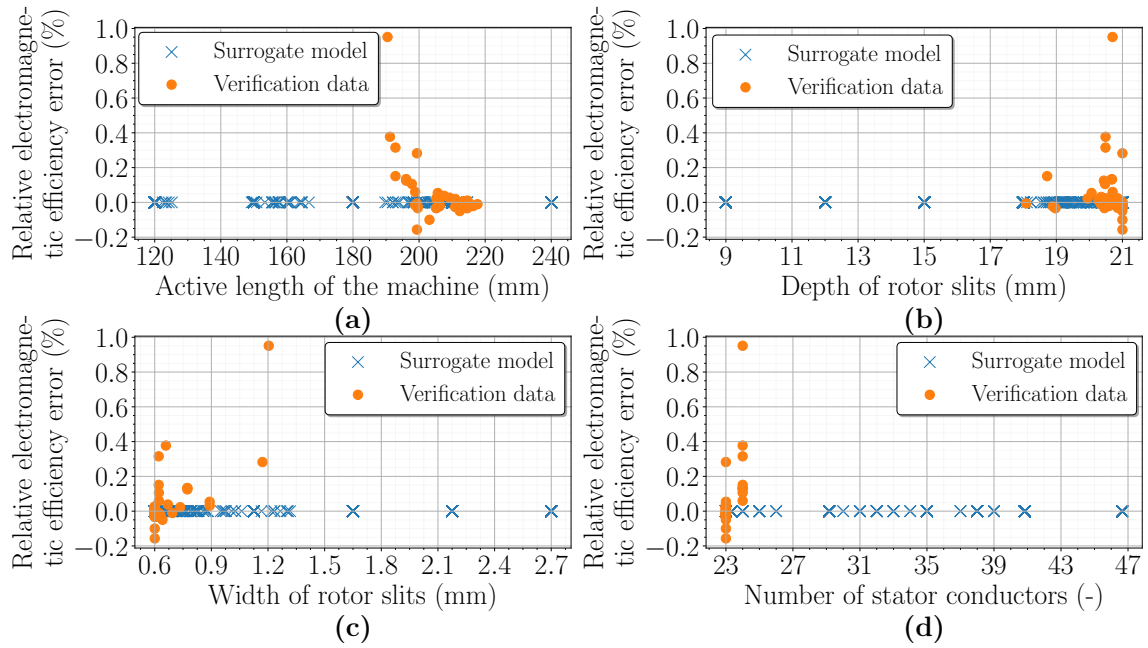 Relative electromagne-
tic efficiency error (%)
1.0
0.8
0.6
0.4
0.2
0.0
−0.2
Surrogate model
Verification data
120 140 160 180 200 220 240
Active length of the machine (mm)
(a)
Relative electromagne-
tic efficiency error (%)
1.0
0.8
0.6
0.4
0.2
0.0
−0.2
Surrogate model
Verification data
9 11 13 15 17 19 21
Depth of rotor slits (mm)
(b)
Relative electromagne-
tic efficiency error (%)
1.0
0.8
0.6
0.4
0.2
0.0
−0.2
Surrogate model
Verification data
0.6 0.9 1.2 1.5 1.8 2.1 2.4 2.7
Width of rotor slits (mm)
(c)
Relative electromagne-
tic efficiency error (%)
1.0
0.8
0.6
0.4
0.2
0.0
−0.2
Surrogate model
Verification data
23 27 31 35 39 43 47
Number of stator conductors (-)
(d)